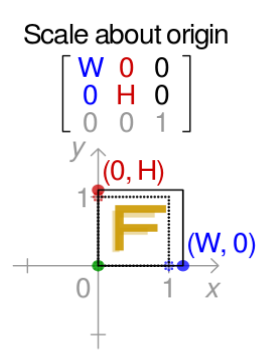 Scale about origin
W 0 0
0 H 0
0 0 1
y
(0, H)
1
F
(W, 0)
0 1 x